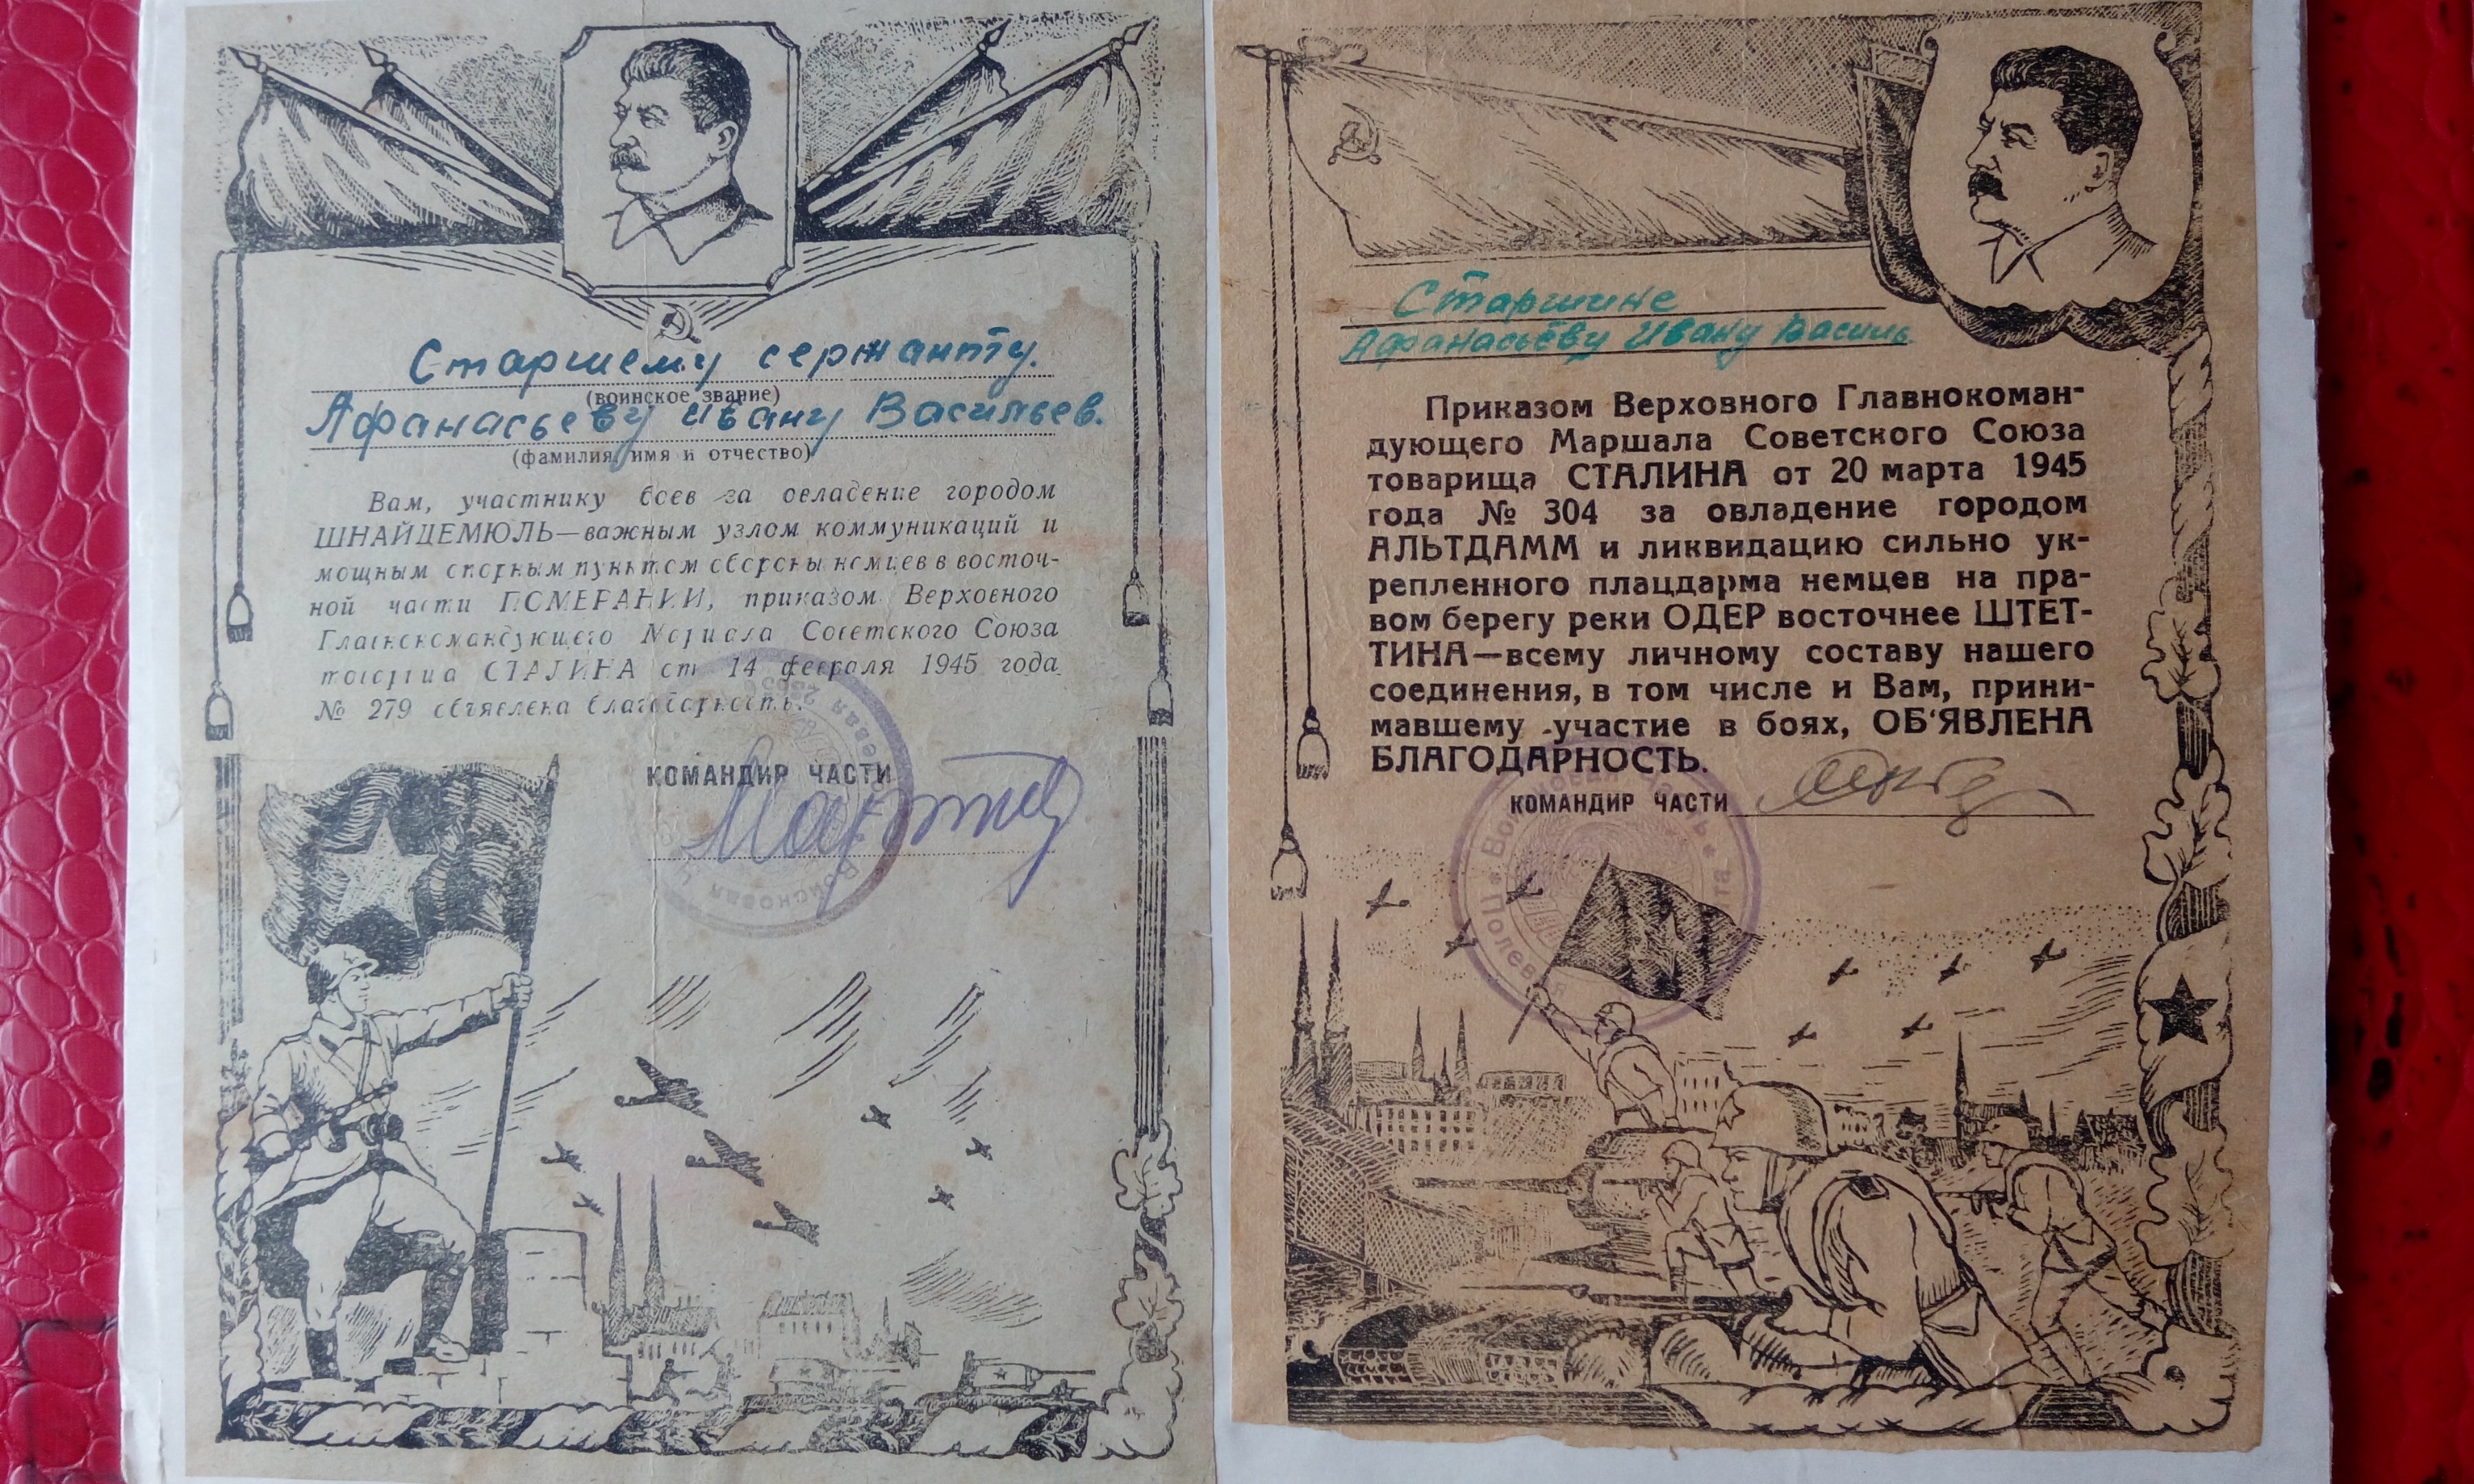 Старшему сержанту.
(воинское звание)
Афанасьеву Ивану Васильев.
(фамилия, имя и отчество)
Вам, участнику боев за овладение городом
ШНАЙДЕМЮЛЬ—важным узлом коммуникаций и
мощным опорным пунктом обороны немцев в восточ-
ной части ПОМЕРАНИИ, приказом Верховного
Главнокомандующего Маршала Советского Союза
товарища СТАЛИНА от 14 февраля 1945 года
№ 279 объявлена благодарность.
КОМАНДИР ЧАСТИ
Войсковая
Полевая
Старшине
Афанасьёву Ивану Василь
Приказом Верховного Главнокоман-
дующего Маршала Советского Союза
товарища СТАЛИНА от 20 марта 1945
года № 304 за овладение городом
АЛЬТДАММ и ликвидацию сильно ук-
репленного плацдарма немцев на пра-
вом берегу реки ОДЕР восточнее ШТЕТ-
ТИНА—всему личному составу нашего
соединения, в том числе и Вам, прини-
мавшему участие в боях, ОБ'ЯВЛЕНА
БЛАГОДАРНОСТЬ.
КОМАНДИР ЧАСТИ
Полевая